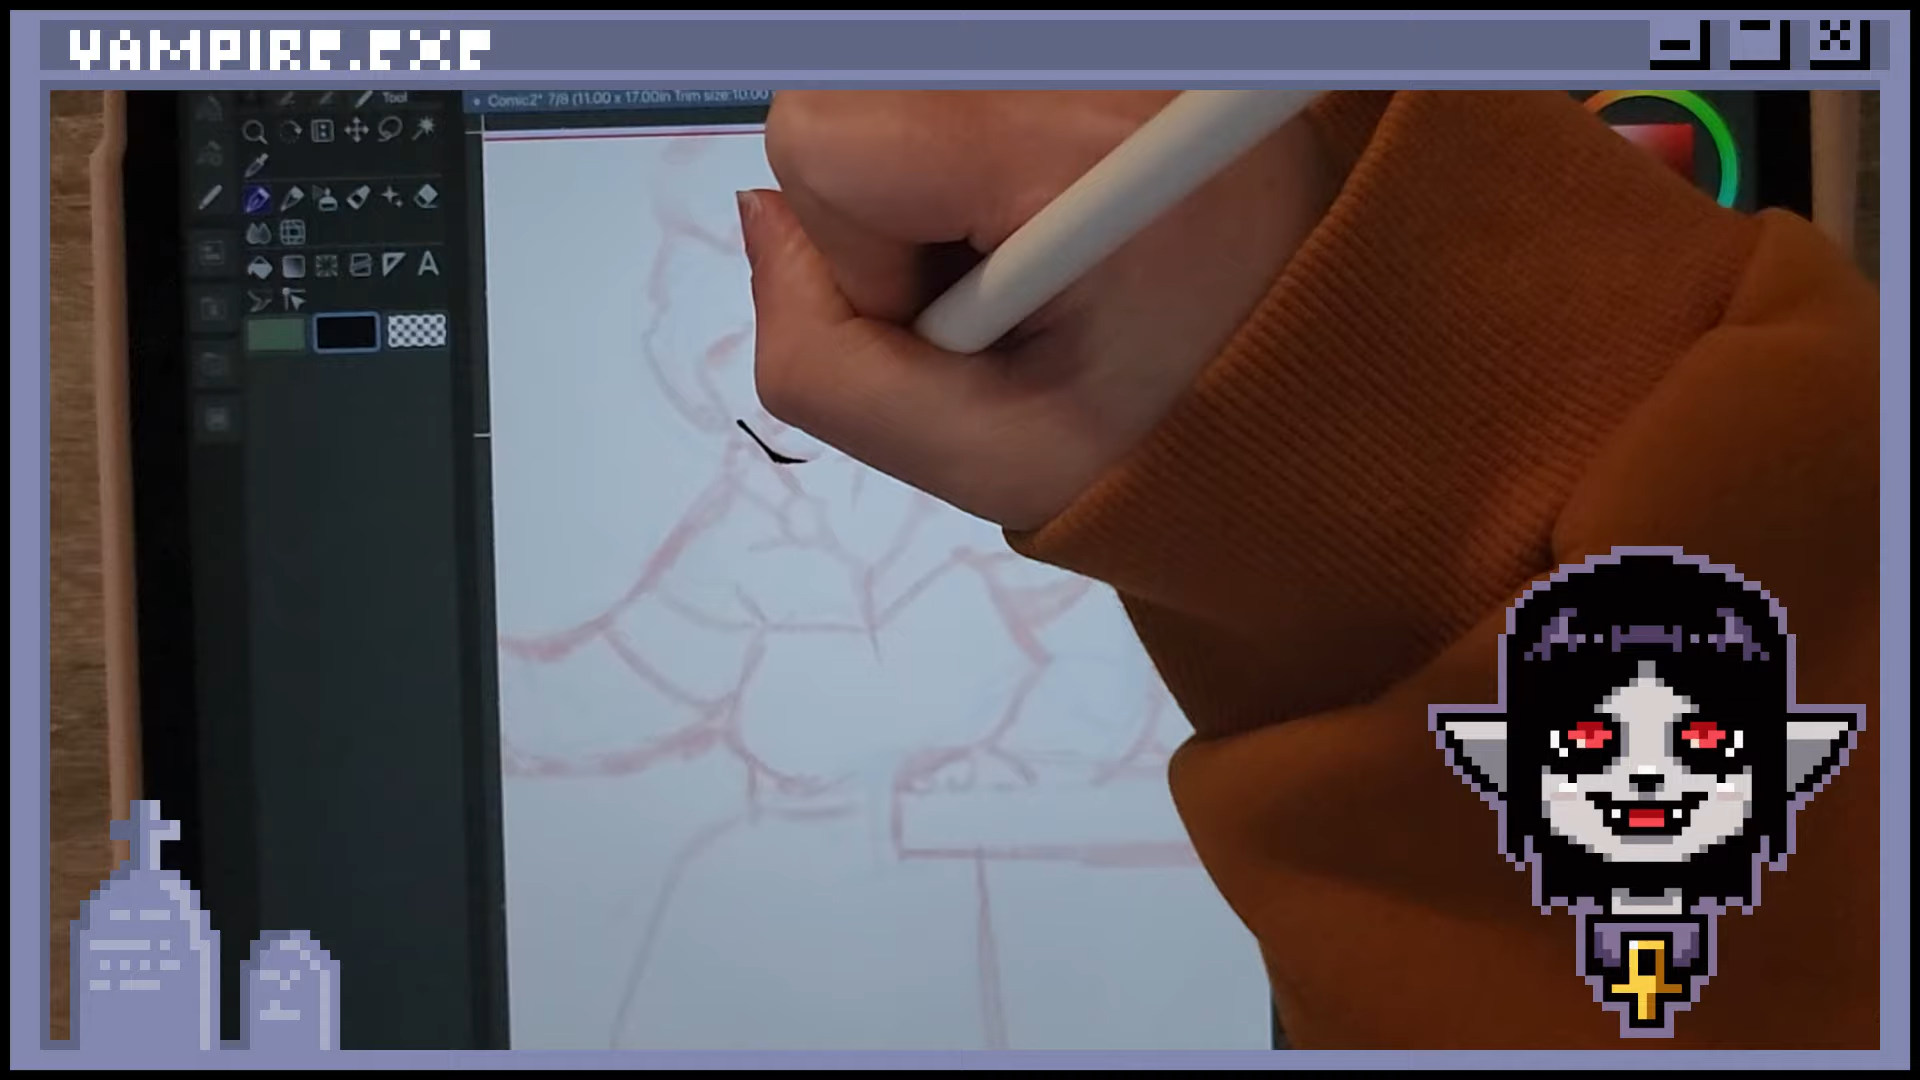 VAMPIRE.EXE
Tool
Comic2* 7/8 (11.00 x 17.00in Trim size:10.00
A